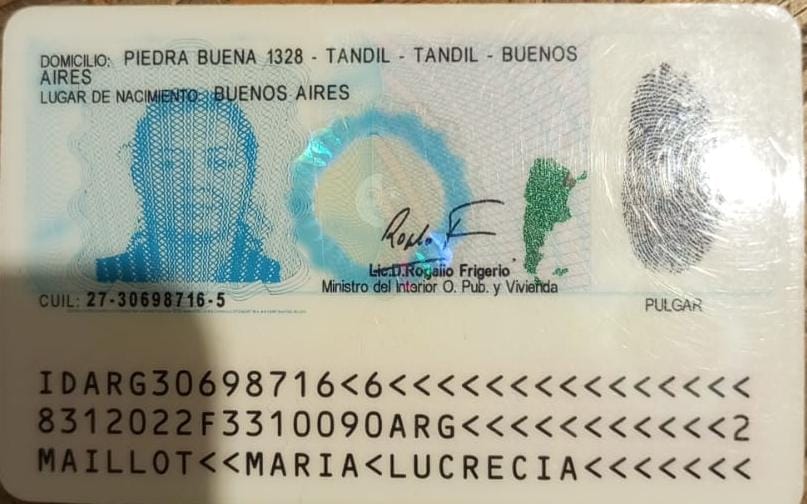 DOMICILIO: PIEDRA BUENA 1328 - TANDIL - TANDIL - BUENOS
AIRES
LUGAR DE NACIMIENTO: BUENOS AIRES
Lic.D.Rogelio Frigerio
Ministro del Interior O. Pub. y Vivienda
CUIL: 27-30698716-5
PULGAR
IDARG30698716<6<<<<<<<<<<<<<<<
8312022F3310090ARG<<<<<<<<<<<2
MAILLOT<<MARIA<LUCRECIA<<<<<<<